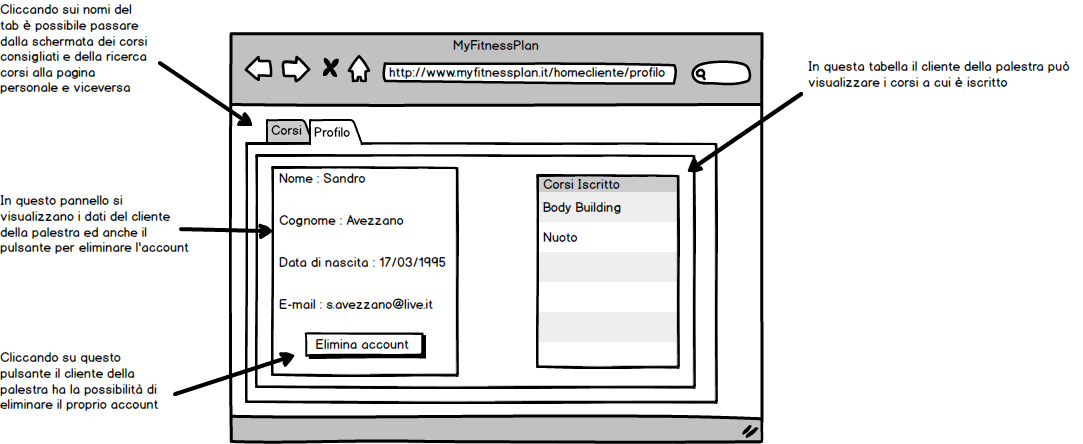 Cliccando sui nomi del
tab è possibile passare
dalla schermata dei corsi
consigliati e della ricerca
corsi alla pagina
personale e viceversa
MyFitnessPlan
http://www.myfitnessplan.it/homecliente/profilo
In questa tabella il cliente della palestra può
visualizzare i corsi a cui è iscritto
Corsi
Profilo
Nome : Sandro
Cognome : Avezzano
Data di nascita : 17/03/1995
E-mail : s.avezzano@live.it
Elimina account
Corsi Iscritto
Body Building
Nuoto
In questo pannello si
visualizzano i dati del cliente
della palestra ed anche il
pulsante per eliminare l'account
Cliccando su questo
pulsante il cliente della
palestra ha la possibilità di
eliminare il proprio account